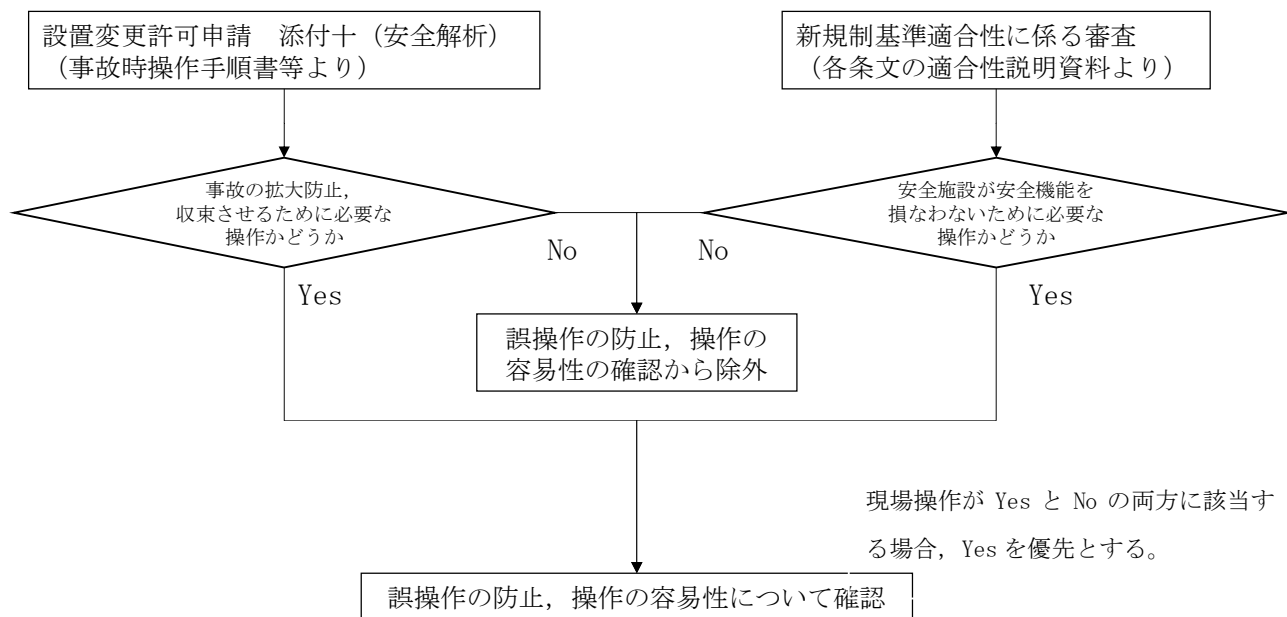 設置変更許可申請　添付十（安全解析）
（事故時操作手順書等より）
新規制基準適合性に係る審査
（各条文の適合性説明資料より）
事故の拡大防止，
収束させるために必要な
操作かどうか
安全施設が安全機能を
損なわないために必要な
操作かどうか
No
No
Yes
Yes
誤操作の防止，操作の
容易性の確認から除外
現場操作が Yes と No の両方に該当す
る場合，Yes を優先とする。
誤操作の防止，操作の容易性について確認